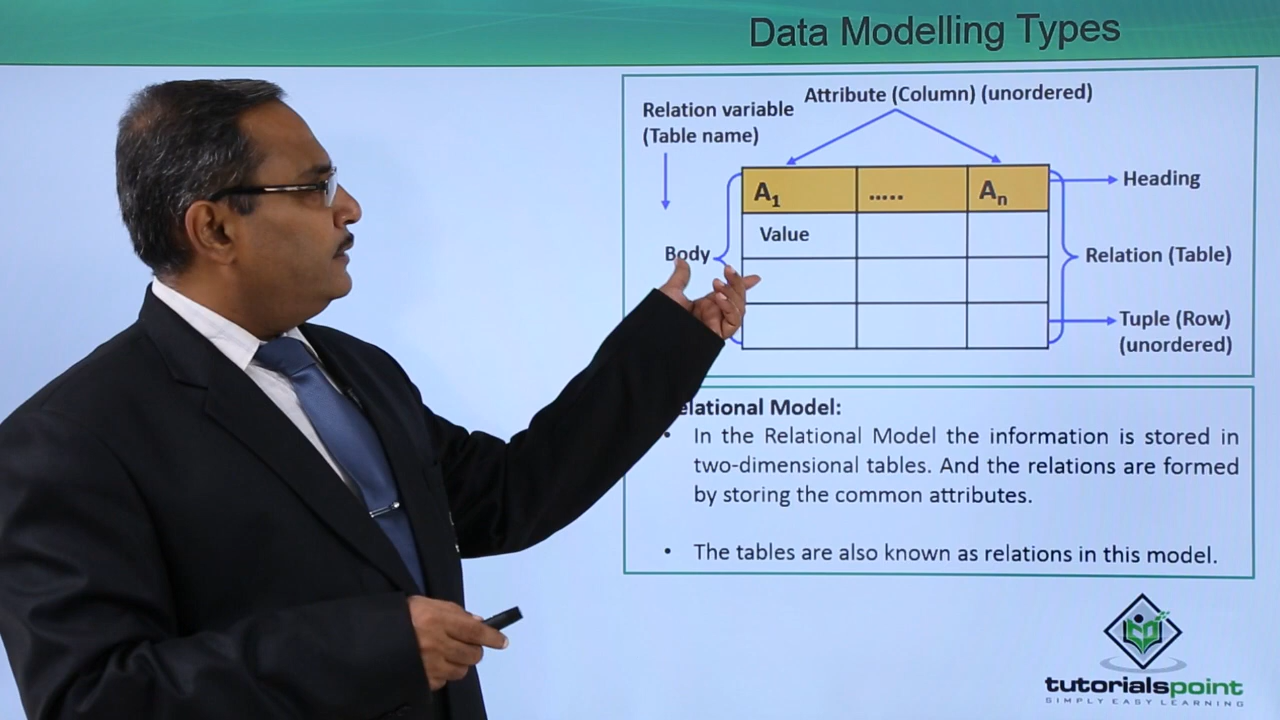 Data Modelling Types
Relation variable
(Table name)
Attribute (Column) (unordered)
A1
.....
An
Heading
Value
Body
Relation (Table)
Tuple (Row)
(unordered)
Relational Model:
• In the Relational Model the information is stored in
two-dimensional tables. And the relations are formed
by storing the common attributes.
• The tables are also known as relations in this model.
tutorialspoint
SIMPLY EASY LEARNING